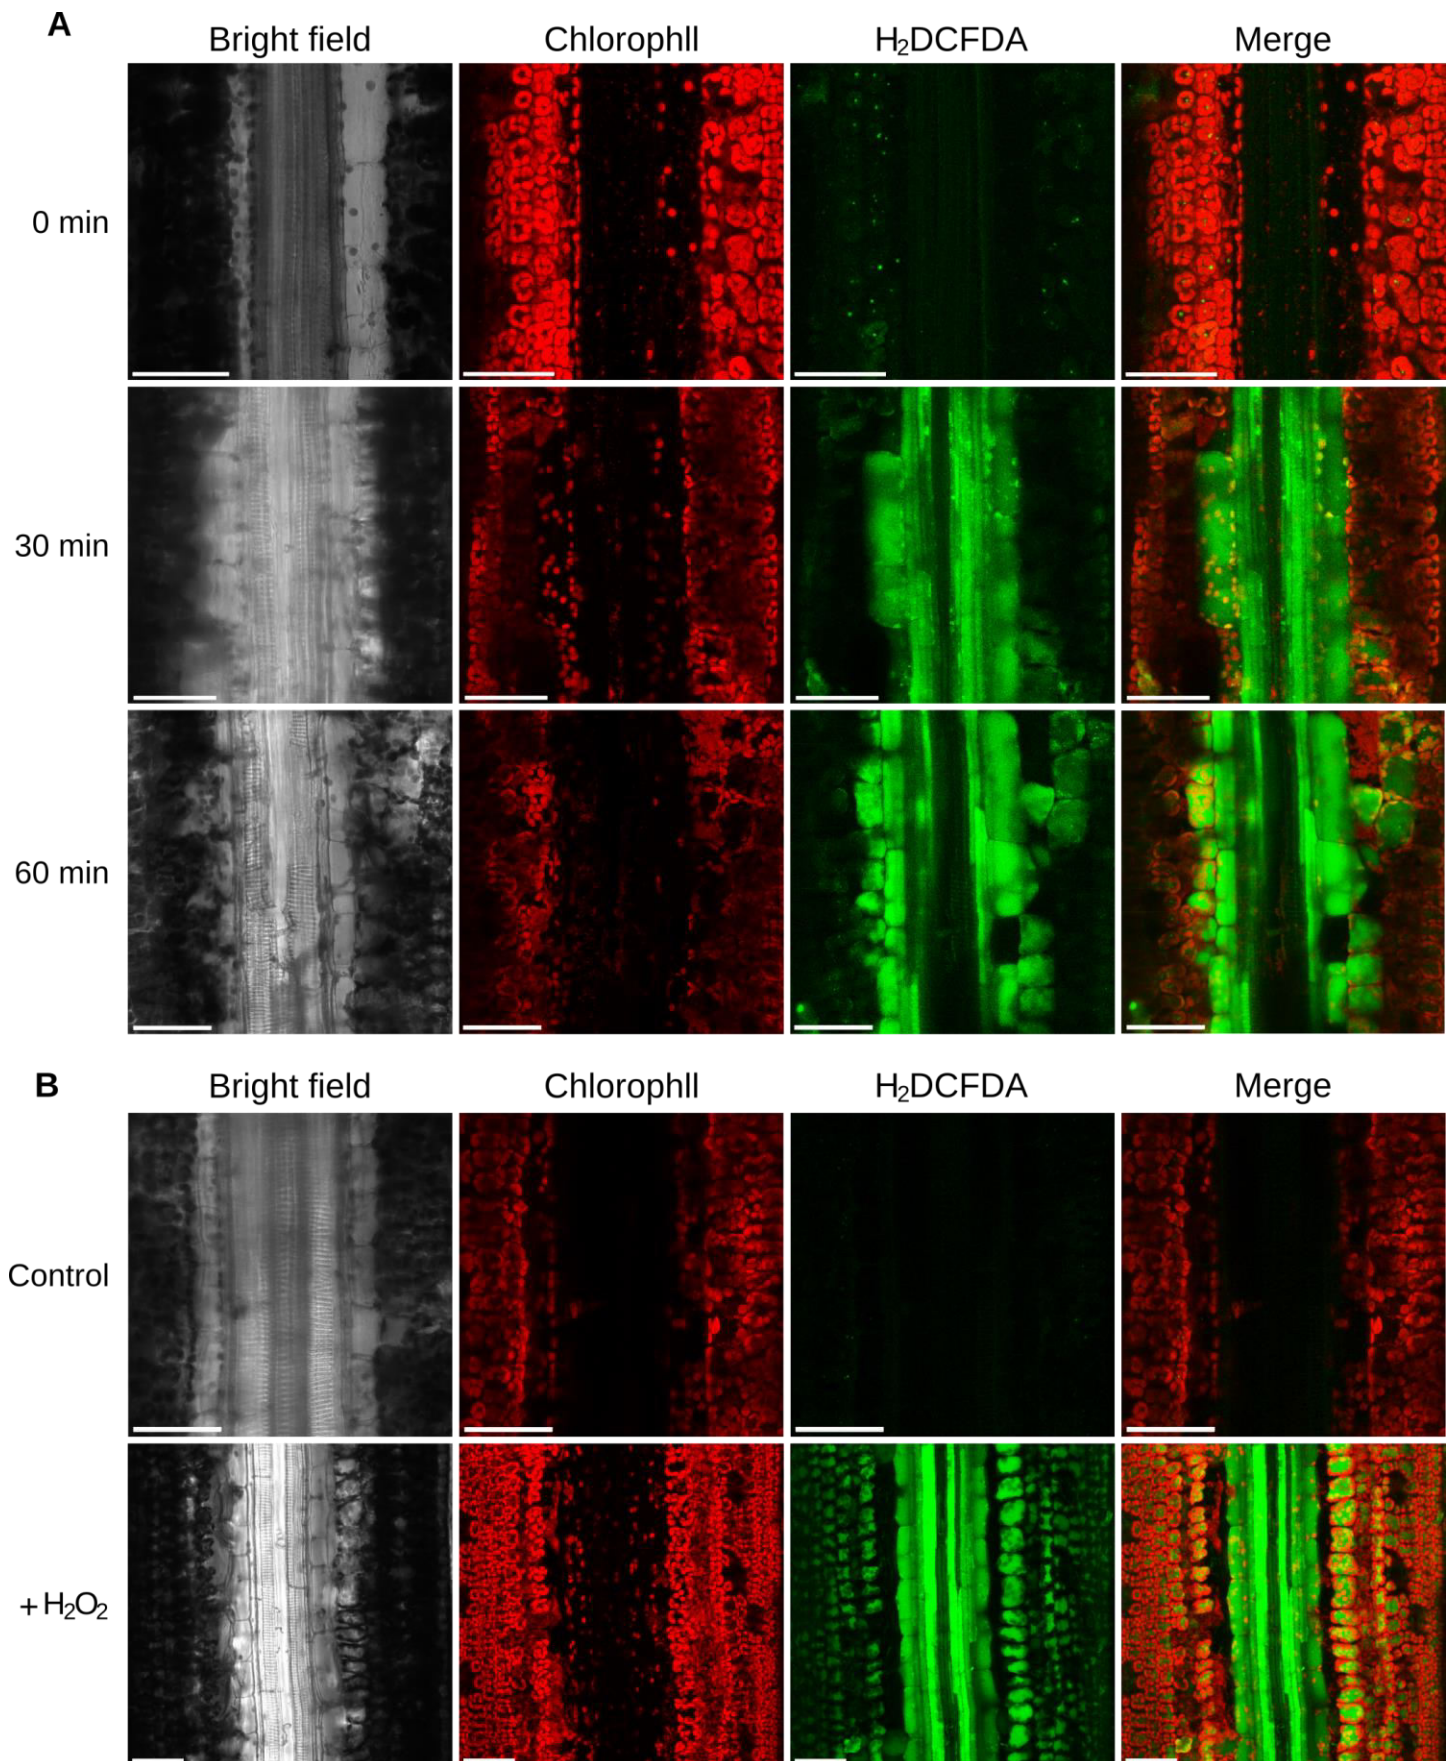 A
Bright field Chlorophll H₂DCFDA Merge
0 min
30 min
60 min
B
Bright field Chlorophll H₂DCFDA Merge
Control
+H₂O₂